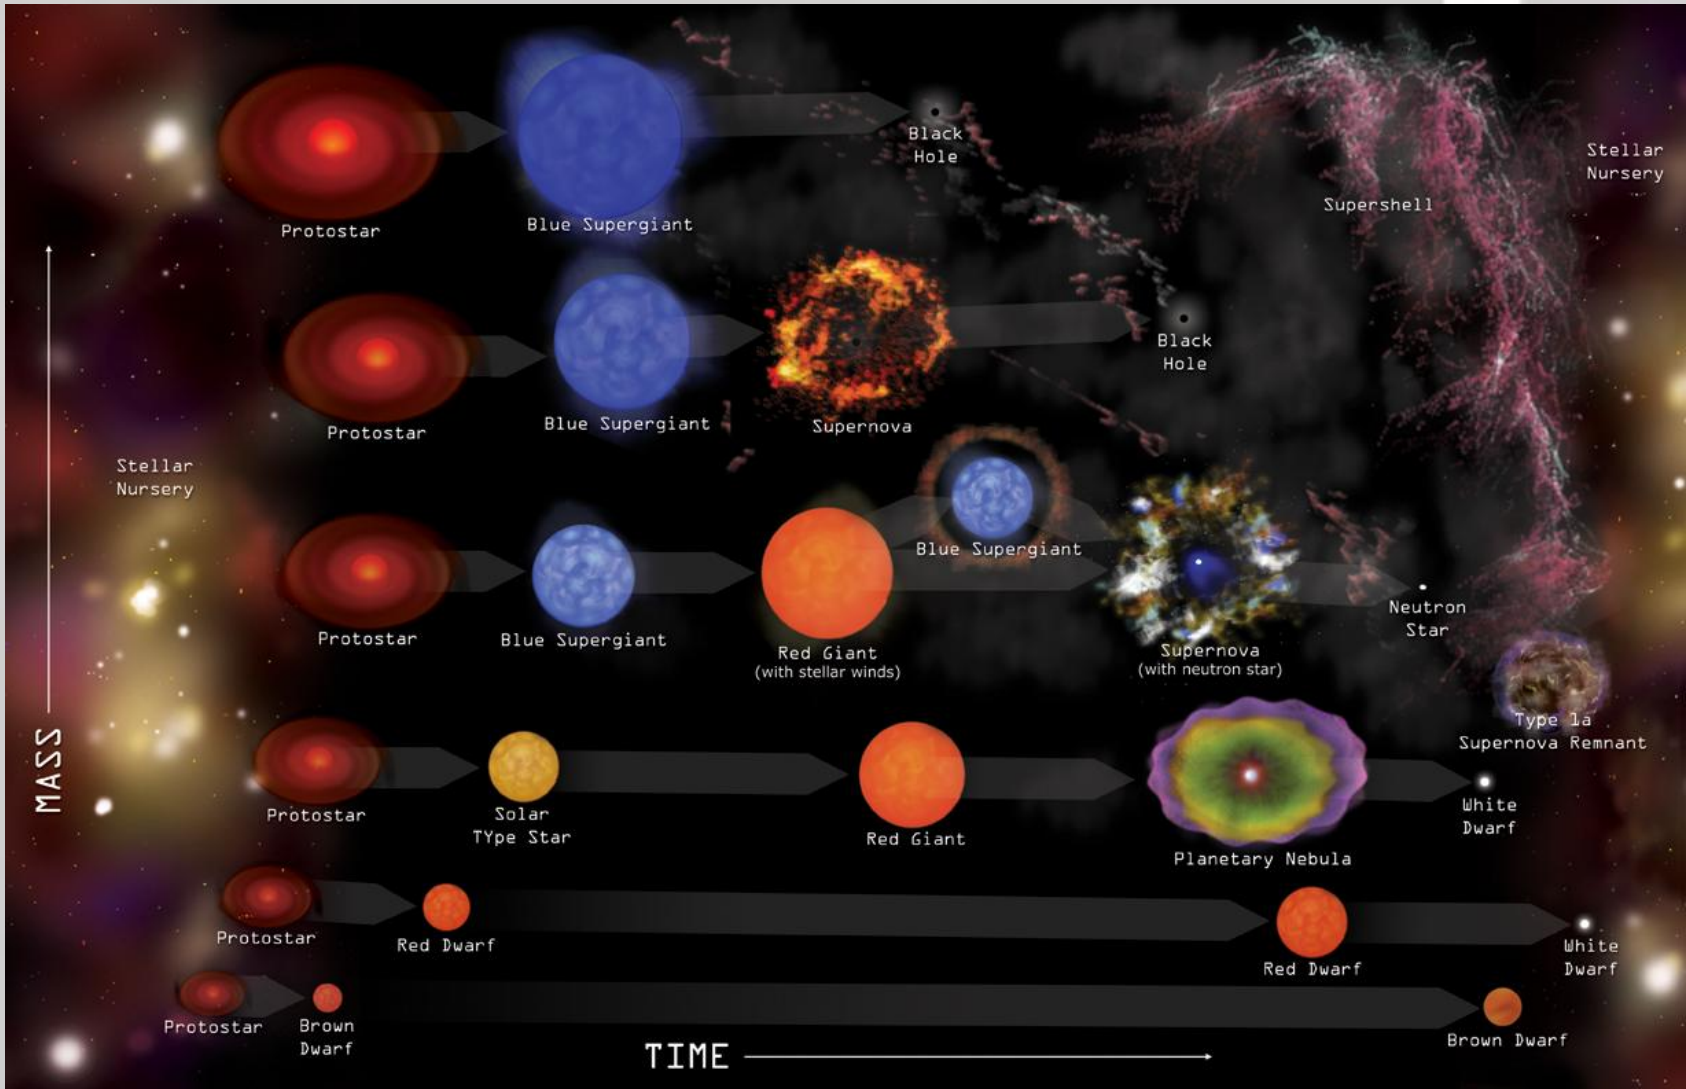 Protostar
Blue Supergiant
Black
Hole
Supershell
Stellar
Nursery
Protostar
Blue Supergiant
Supernova
Black
Hole
Stellar
Nursery
Protostar
Blue Supergiant
Red Giant
(with stellar winds)
Blue Supergiant
Supernova
(with neutron star)
Neutron
Star
Type 1a
Supernova Remnant
MASS
Protostar
Solar
TYpe Star
Red Giant
Planetary Nebula
White
Dwarf
Protostar
Red Dwarf
Red Dwarf
White
Dwarf
Protostar
Brown
Dwarf
Brown Dwarf
TIME